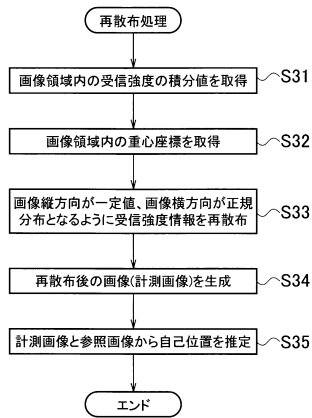 再散布処理
画像領域内の受信強度の積分値を取得
S31
画像領域内の重心座標を取得
S32
画像縦方向が一定値、画像横方向が正規
分布となるように受信強度情報を再散布
S33
再散布後の画像(計測画像)を生成
S34
計測画像と参照画像から自己位置を推定
S35
エンド